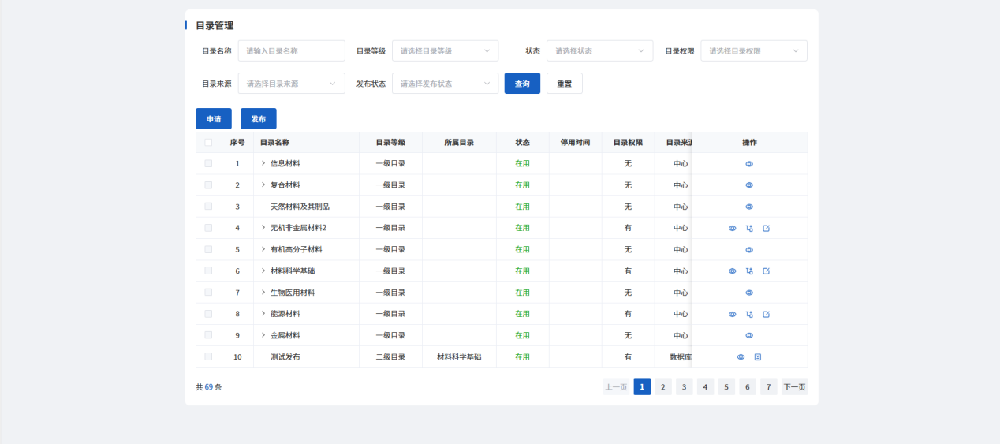 目录管理
目录名称 请输入目录名称 目录等级 请选择目录等级 状态 请选择状态 目录权限 请选择目录权限
目录来源 请选择目录来源 发布状态 请选择发布状态 查询 重置
申请 发布
序号 目录名称 目录等级 所属目录 状态 停用时间 目录权限 目录来 操作
1 信息材料 一级目录 在用 无 中心
2 复合材料 一级目录 在用 无 中心
3 天然材料及其制品 一级目录 在用 无 中心
4 无机非金属材料2 一级目录 在用 有 中心
5 有机高分子材料 一级目录 在用 无 中心
6 材料科学基础 一级目录 在用 有 中心
7 生物医用材料 一级目录 在用 无 中心
8 能源材料 一级目录 在用 有 中心
9 金属材料 一级目录 在用 无 中心
10 测试发布 二级目录 材料科学基础 在用 有 数据库
共 69 条 上一页 1 2 3 4 5 6 7 下一页